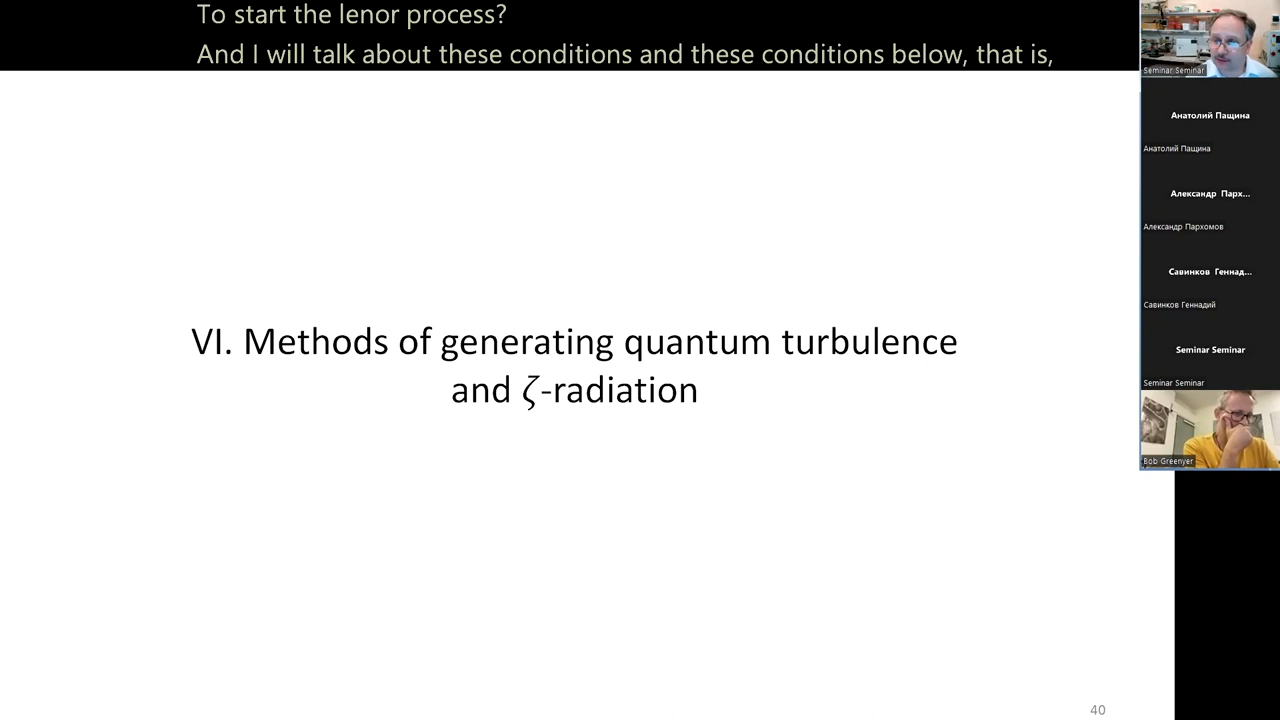 To start the lenor process?
And I will talk about these conditions and these conditions below, that is,
VI. Methods of generating quantum turbulence
and ζ-radiation
40
Seminar Seminar
Анатолий Пащина
Анатолий Пащина
Александр Парх...
Александр Пархомов
Савинков Геннад...
Савинков Геннадий
Seminar Seminar
Seminar Seminar
Bob Greenyer